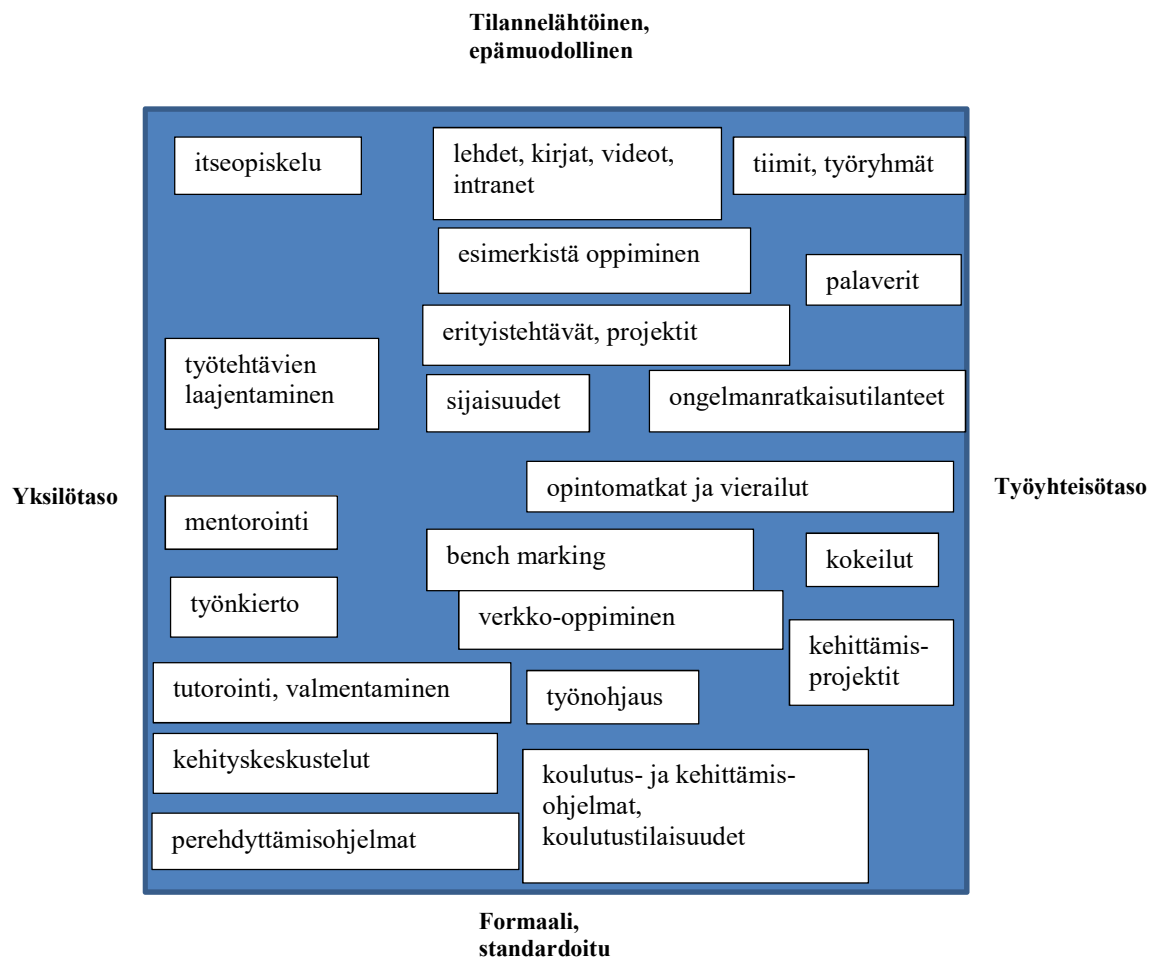 Tilannelähtöinen,
epämuodollinen
itseopiskelu
lehdet, kirjat, videot,
intranet
tiimit, työryhmät
esimerkistä oppiminen
palaverit
erityistehtävät, projektit
työtehtävien
laajentaminen
sijaisuudet
ongelmanratkaisutilanteet
Yksilötaso
opintomatkat ja vierailut
Työyhteisötaso
mentorointi
bench marking
kokeilut
työnkierto
verkko-oppiminen
kehittämis-
projektit
tutorointi, valmentaminen
työnohjaus
kehityskeskustelut
koulutus- ja kehittämis-
ohjelmat,
koulutustilaisuudet
perehdyttämisohjelmat
Formaali,
standardoitu